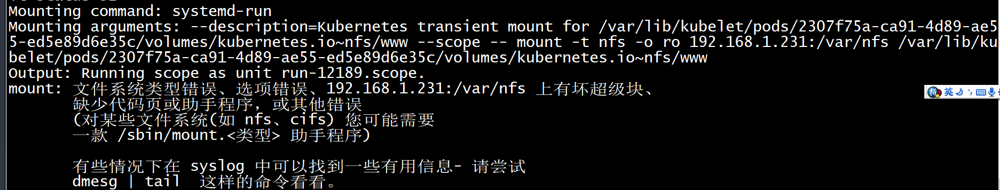 Mounting command: systemd-run
Mounting arguments: --description=Kubernetes transient mount for /var/lib/kubelet/pods/2307f75a-ca91-4d89-ae5
5-ed5e89d6e35c/volumes/kubernetes.io~nfs/www --scope -- mount -t nfs -o ro 192.168.1.231:/var/nfs /var/lib/ku
belet/pods/2307f75a-ca91-4d89-ae55-ed5e89d6e35c/volumes/kubernetes.io~nfs/www
Output: Running scope as unit run-12189.scope.
mount: 文件系统类型错误、选项错误、192.168.1.231:/var/nfs 上有坏超级块、
缺少代码页或助手程序，或其他错误
(对某些文件系统(如 nfs、cifs) 您可能需要
一款 /sbin/mount.<类型> 助手程序)
有些情况下在 syslog 中可以找到一些有用信息- 请尝试
dmesg | tail 这样的命令看看。
英